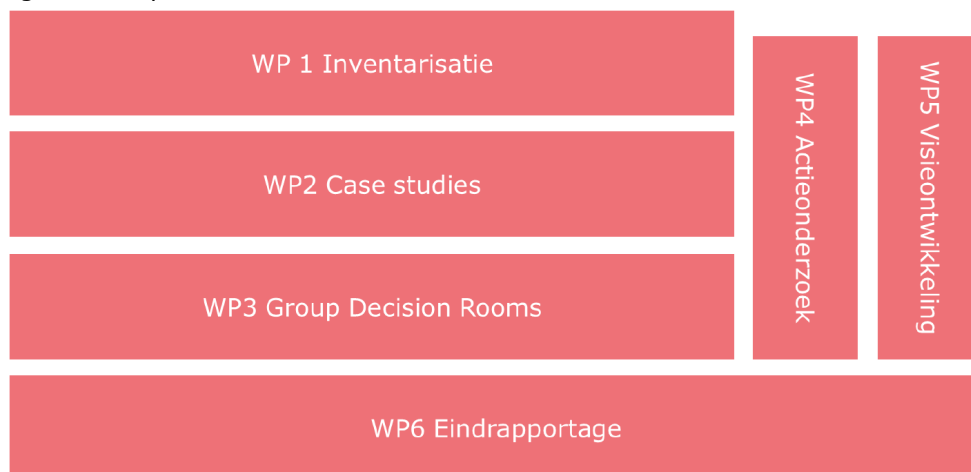 WP 1 Inventarisatie
WP2 Case studies
WP3 Group Decision Rooms
WP4 Actieonderzoek
WP5 Visieontwikkeling
WP6 Eindrapportage